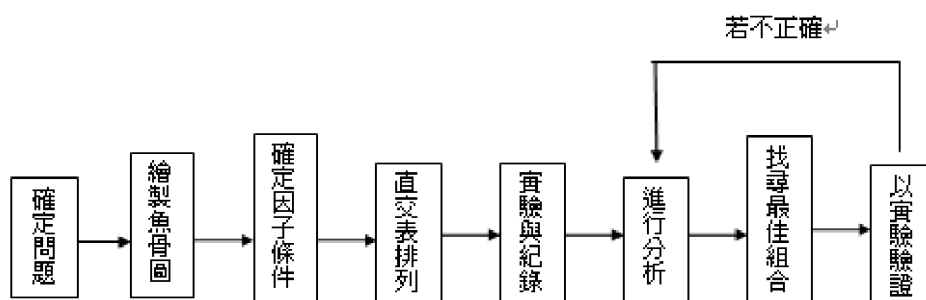 若不正確↵
確定問題
繪製魚骨圖
確定因子條件
直交表排列
實驗與紀錄
進行分析
找尋最佳組合
以實驗驗證